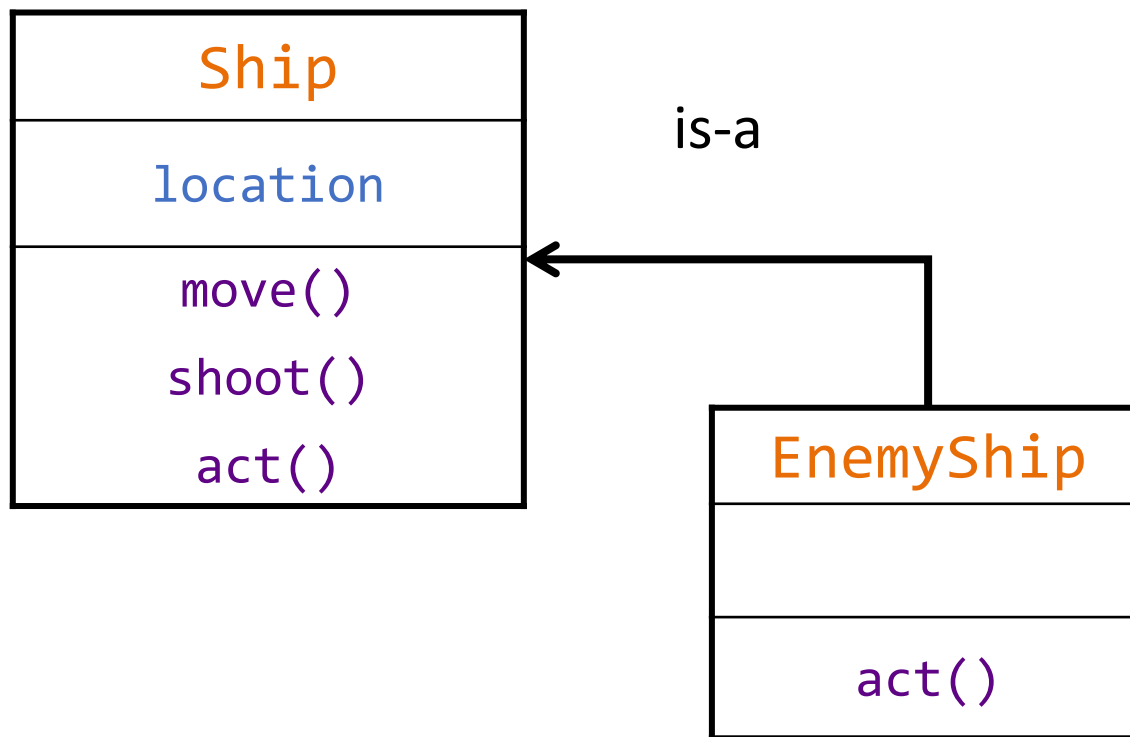 Ship
location
move()
shoot()
act()
is-a
EnemyShip
act()